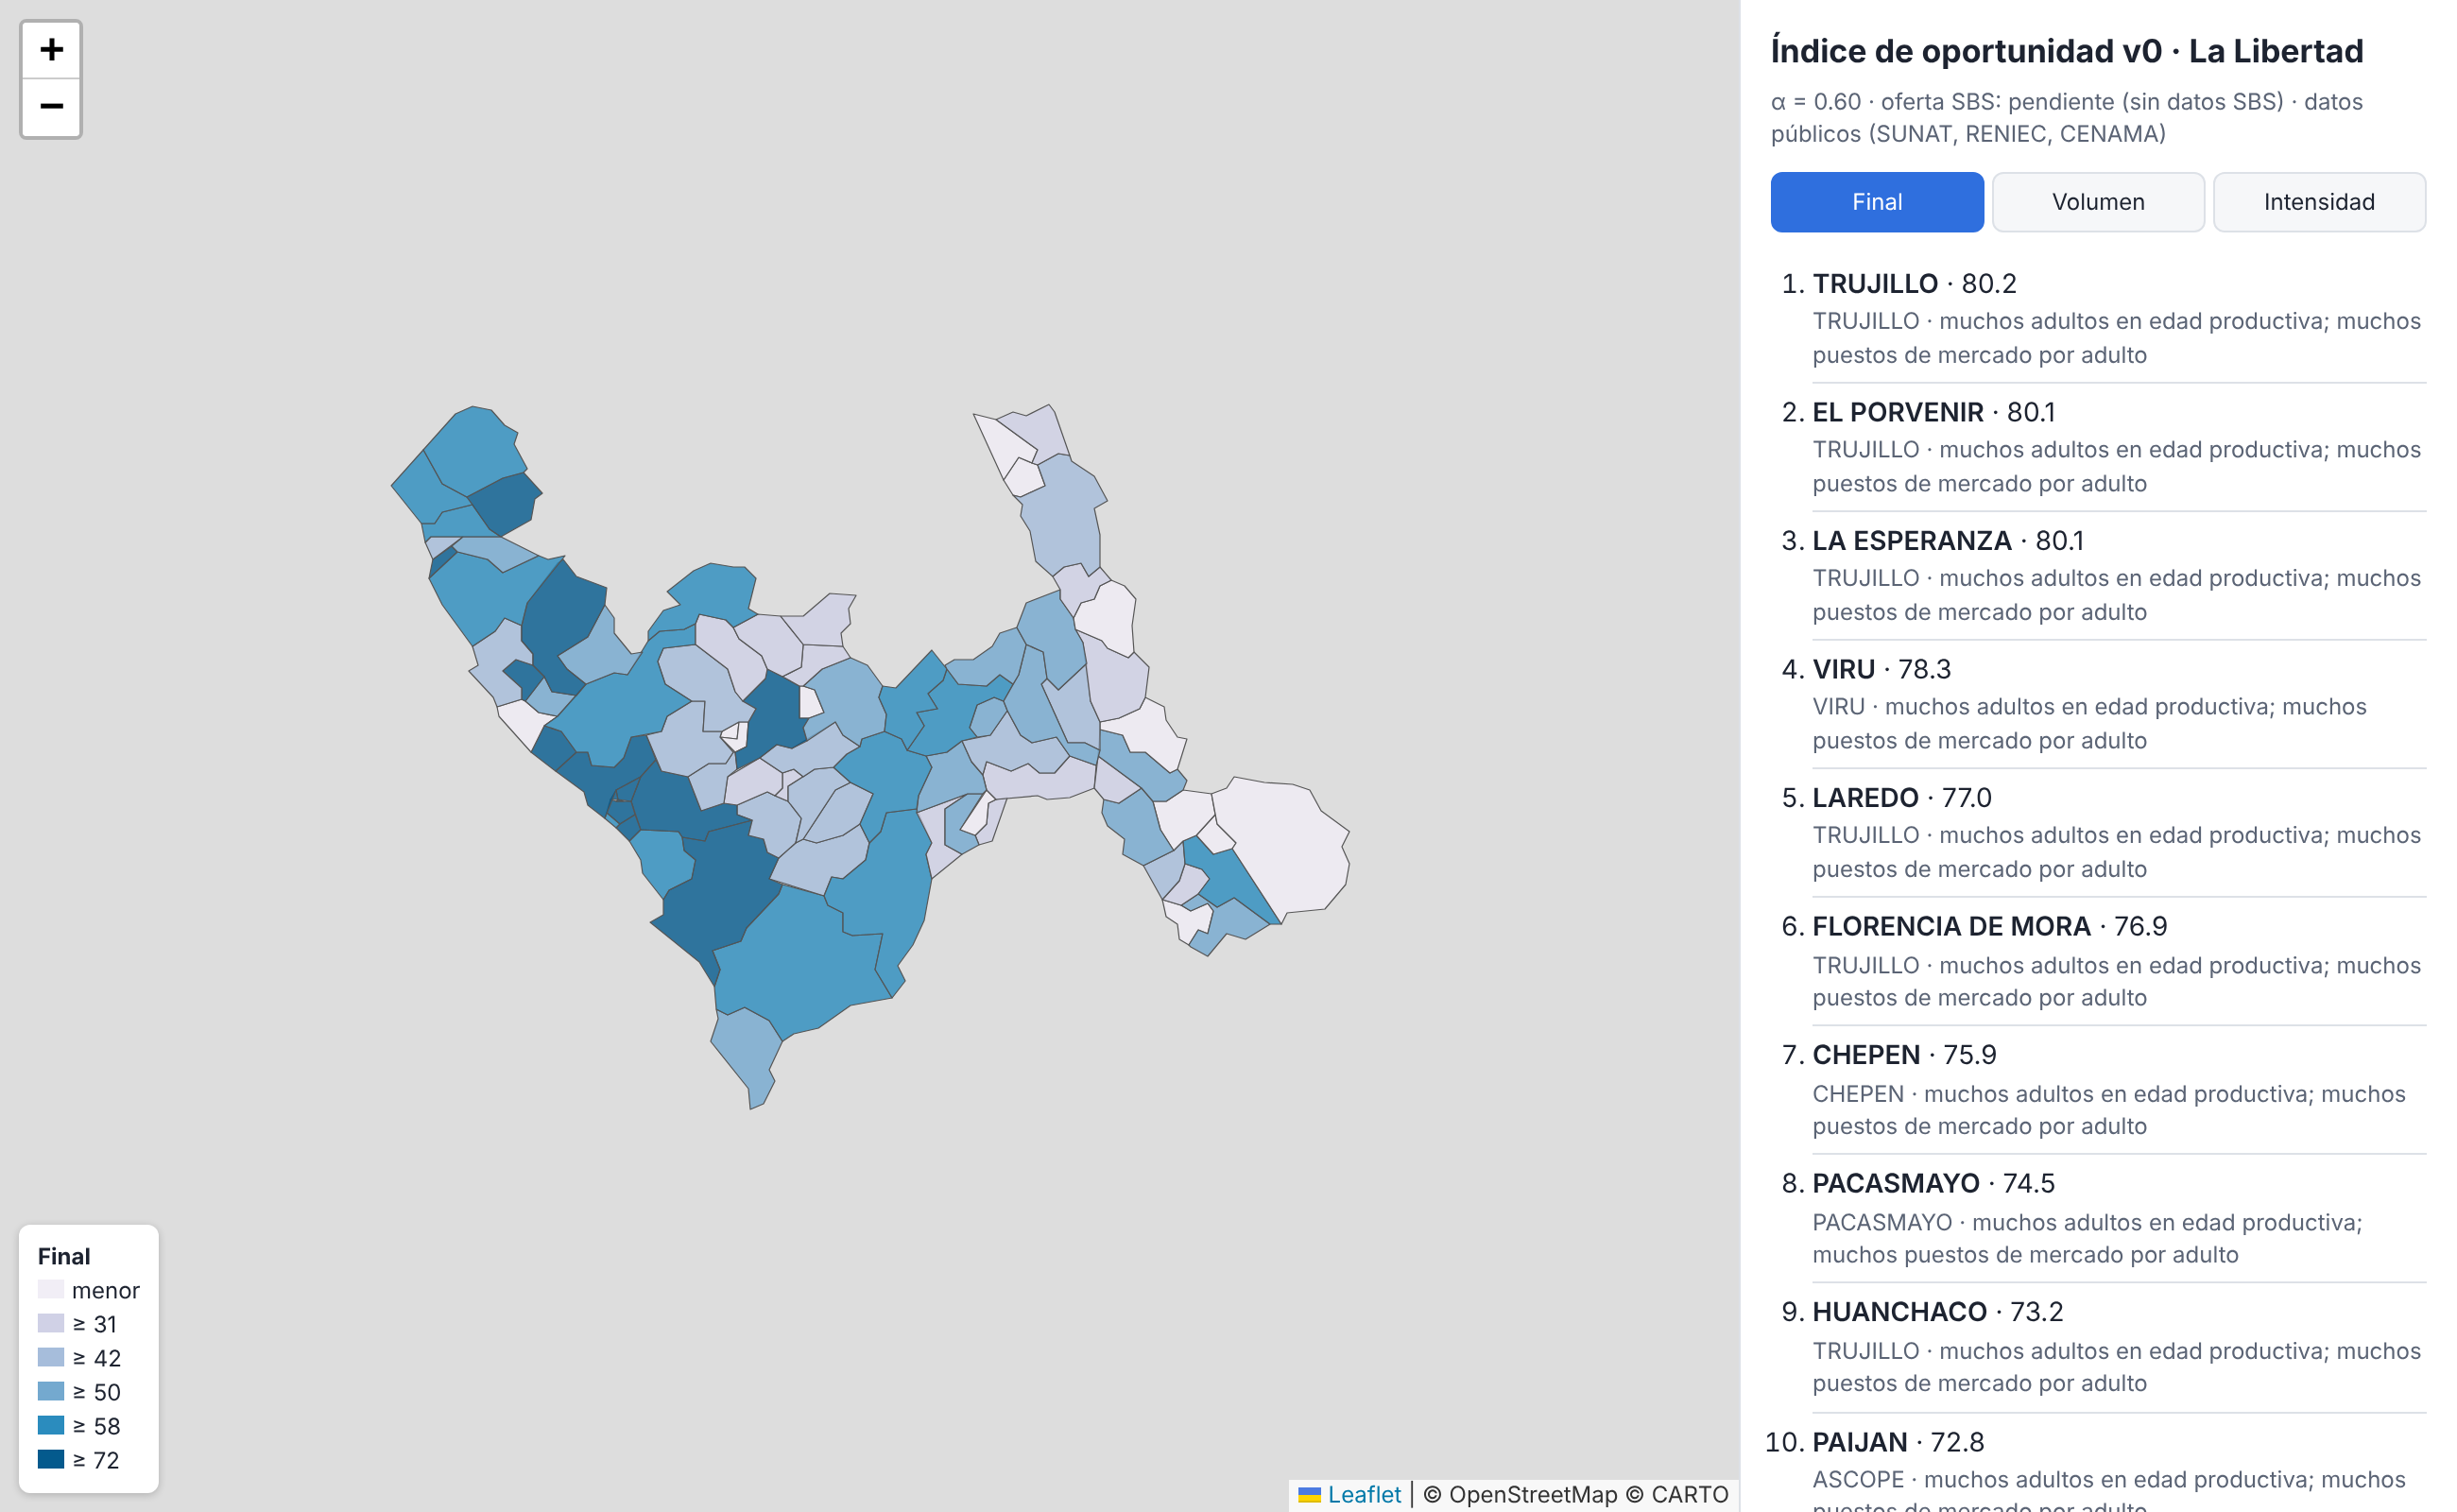 +
−
Índice de oportunidad v0 · La Libertad
α = 0.60 · oferta SBS: pendiente (sin datos SBS) · datos
públicos (SUNAT, RENIEC, CENAMA)
Final
Volumen
Intensidad
1. TRUJILLO · 80.2
TRUJILLO · muchos adultos en edad productiva; muchos
puestos de mercado por adulto
2. EL PORVENIR · 80.1
TRUJILLO · muchos adultos en edad productiva; muchos
puestos de mercado por adulto
3. LA ESPERANZA · 80.1
TRUJILLO · muchos adultos en edad productiva; muchos
puestos de mercado por adulto
4. VIRU · 78.3
VIRU · muchos adultos en edad productiva; muchos
puestos de mercado por adulto
5. LAREDO · 77.0
TRUJILLO · muchos adultos en edad productiva; muchos
puestos de mercado por adulto
6. FLORENCIA DE MORA · 76.9
TRUJILLO · muchos adultos en edad productiva; muchos
puestos de mercado por adulto
7. CHEPEN · 75.9
CHEPEN · muchos adultos en edad productiva; muchos
puestos de mercado por adulto
8. PACASMAYO · 74.5
PACASMAYO · muchos adultos en edad productiva;
muchos puestos de mercado por adulto
9. HUANCHACO · 73.2
TRUJILLO · muchos adultos en edad productiva; muchos
puestos de mercado por adulto
10. PAIJAN · 72.8
ASCOPE · muchos adultos en edad productiva; muchos
puestos de mercado por adulto
Final
menor
≥ 31
≥ 42
≥ 50
≥ 58
≥ 72
Leaflet | © OpenStreetMap © CARTO